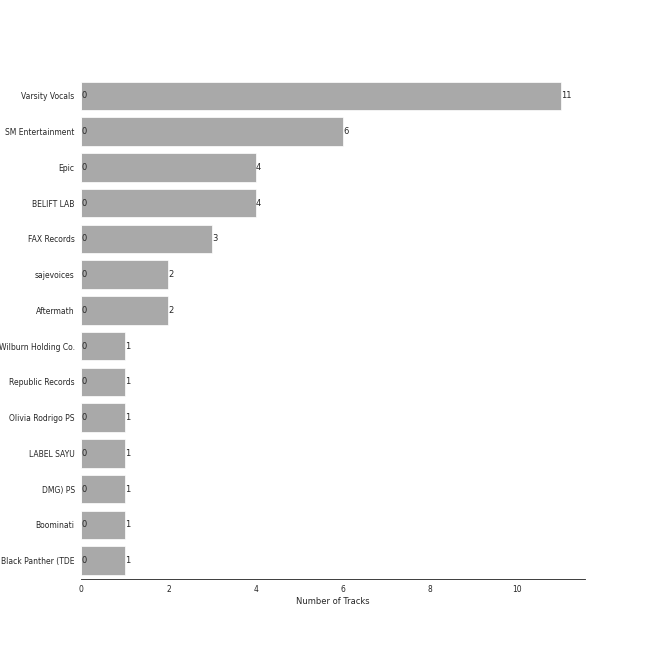 Varsity Vocals 0 11
SM Entertainment 0 6
Epic 0 4
BELIFT LAB 0 4
FAX Records 0 3
sajevoices 0 2
Aftermath 0 2
Wilburn Holding Co. 0 1
Republic Records 0 1
Olivia Rodrigo PS 0 1
LABEL SAYU 0 1
DMG) PS 0 1
Boominati 0 1
Black Panther (TDE 0 1
0 2 4 6 8 10
Number of Tracks